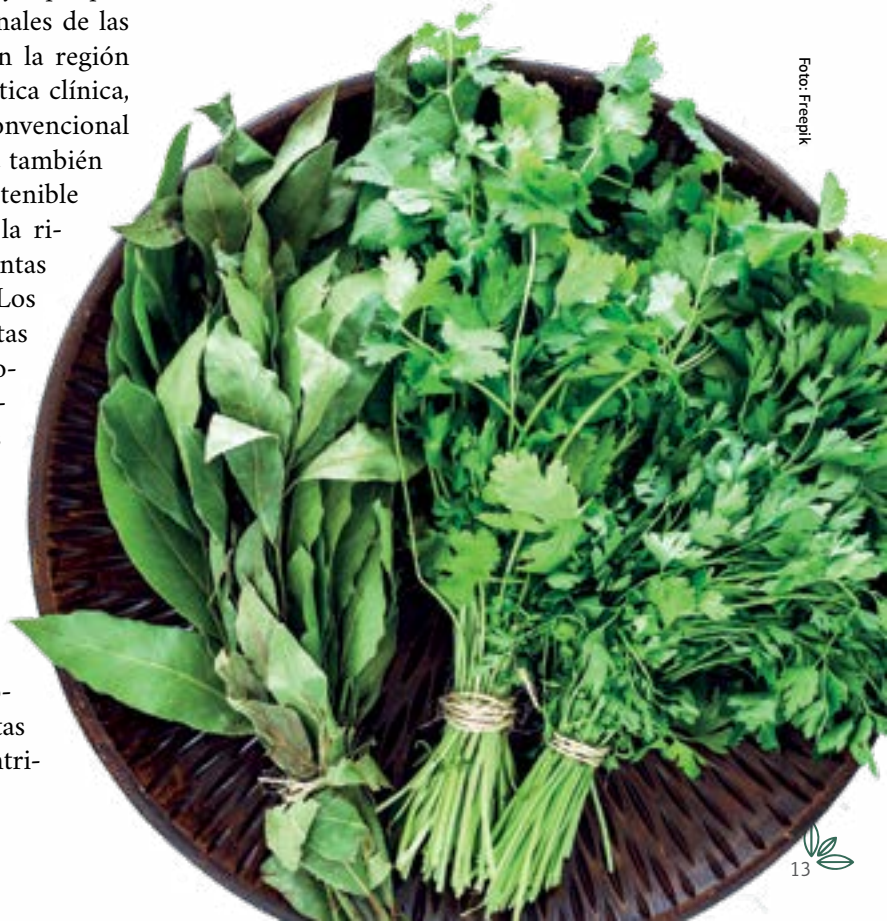 nales de las
n la región
tica clínica,
onvencional
también
tenible
la ri-
ntas
Los
tas
o-
-
o-
tas
tri-
Foto: Freepik
13